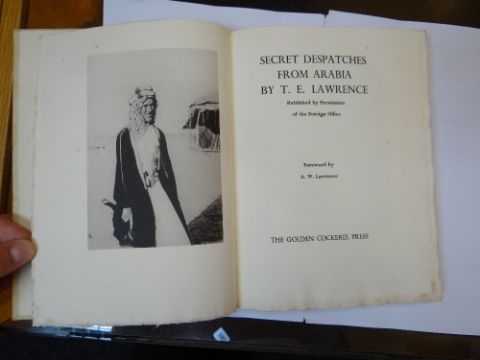 SECRET DESPATCHES
FROM ARABIA
BY T. E. LAWRENCE
Published by Permission
of the Foreign Office
Foreword by
A. W. Lawrence
THE GOLDEN COCKEREL PRESS